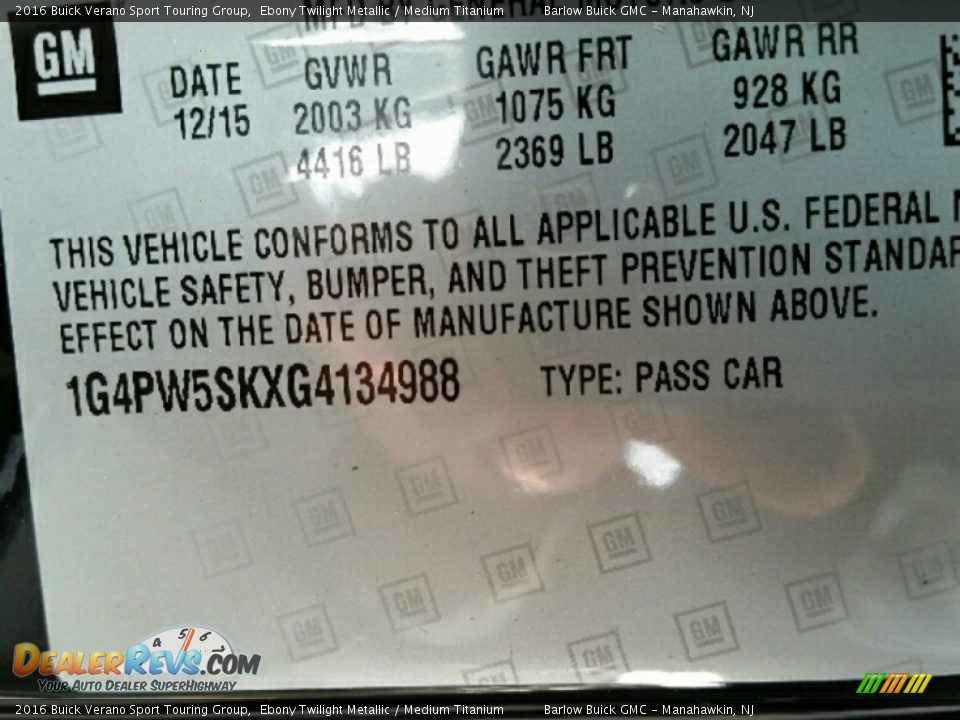 2016 Buick Verano Sport Touring Group, Ebony Twilight Metallic / Medium Titanium Barlow Buick GMC - Manahawkin, NJ
GM
DATE GVWR GAWR FRT GAWR RR
12/15 2003 KG 1075 KG 928 KG
4416 LB 2369 LB 2047 LB
THIS VEHICLE CONFORMS TO ALL APPLICABLE U.S. FEDERAL
VEHICLE SAFETY, BUMPER, AND THEFT PREVENTION STANDAR
EFFECT ON THE DATE OF MANUFACTURE SHOWN ABOVE.
1G4PW5SKXG4134988 TYPE: PASS CAR
4 5 6
DEALERREVS.COM
YOUR AUTO DEALER SUPERHIGHWAY
2016 Buick Verano Sport Touring Group, Ebony Twilight Metallic / Medium Titanium Barlow Buick GMC - Manahawkin, NJ